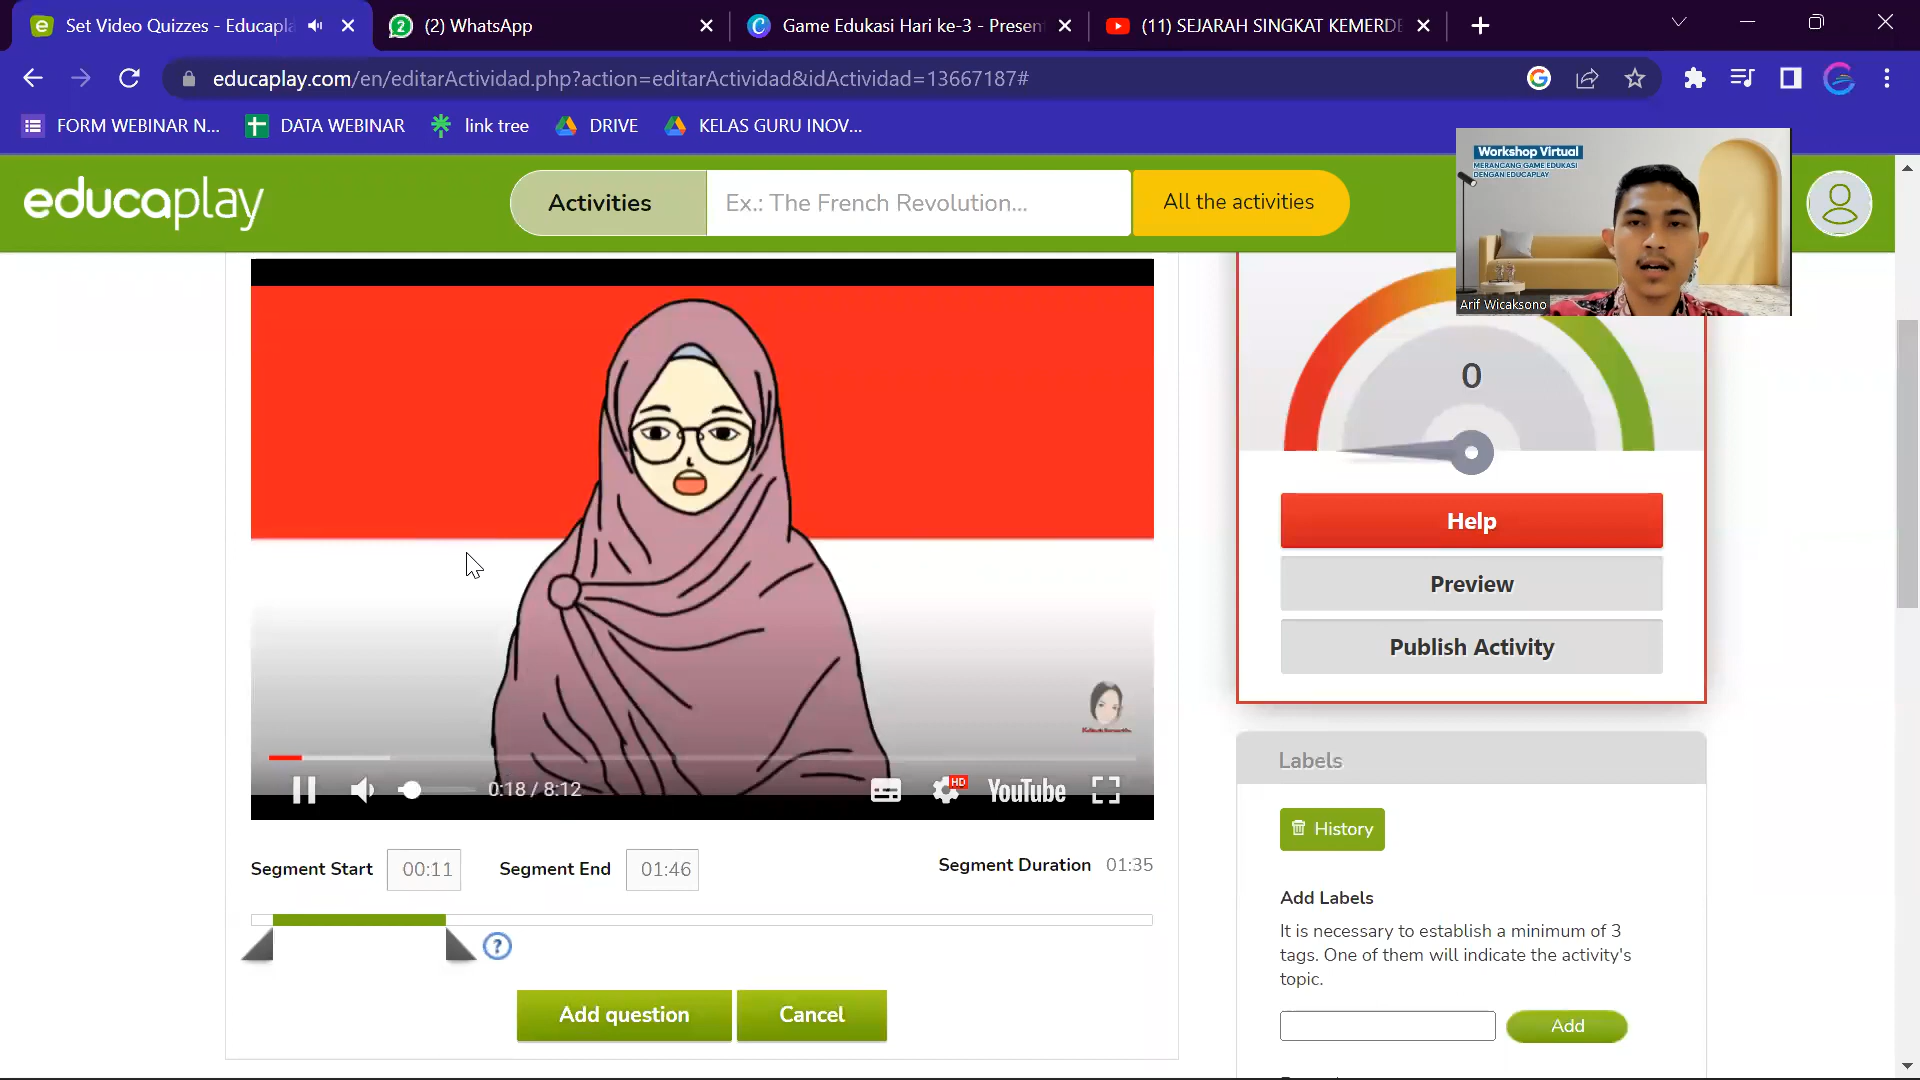 Set Video Quizzes - Educapla
(2) WhatsApp
Game Edukasi Hari ke-3 - Presen
(11) SEJARAH SINGKAT KEMERDE
educaplay.com/en/editarActividad.php?action=editarActividad&idActividad=13667187#
FORM WEBINAR N...
DATA WEBINAR
link tree
DRIVE
KELAS GURU INOV...
Workshop Virtual
MERANCANG GAME EDUKASI
DENGAN EDUCAPLAY
Arif Wicaksono
educaplay
Activities
Ex.: The French Revolution...
All the activities
0
Help
Preview
Publish Activity
HD
0:18 / 8:12
YouTube
Segment Start 00:11 Segment End 01:46 Segment Duration 01:35
?
Add question
Cancel
Labels
History
Add Labels
It is necessary to establish a minimum of 3
tags. One of them will indicate the activity's
topic.
Add